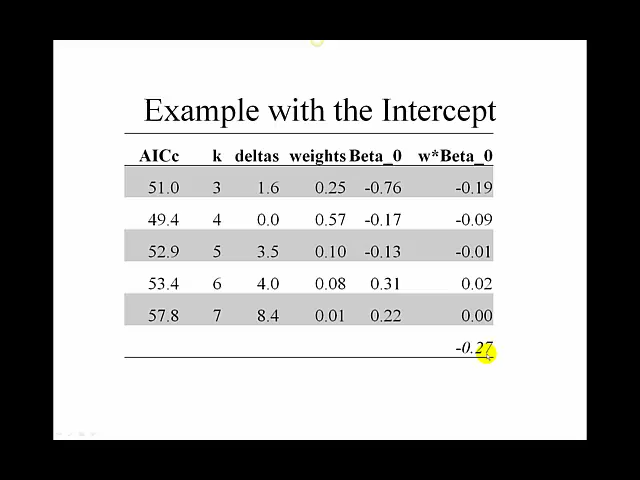 Example with the Intercept
AICc k deltas weights Beta_0 w*Beta_0
51.0 3 1.6 0.25 -0.76 -0.19
49.4 4 0.0 0.57 -0.17 -0.09
52.9 5 3.5 0.10 -0.13 -0.01
53.4 6 4.0 0.08 0.31 0.02
57.8 7 8.4 0.01 0.22 0.00
-0.27